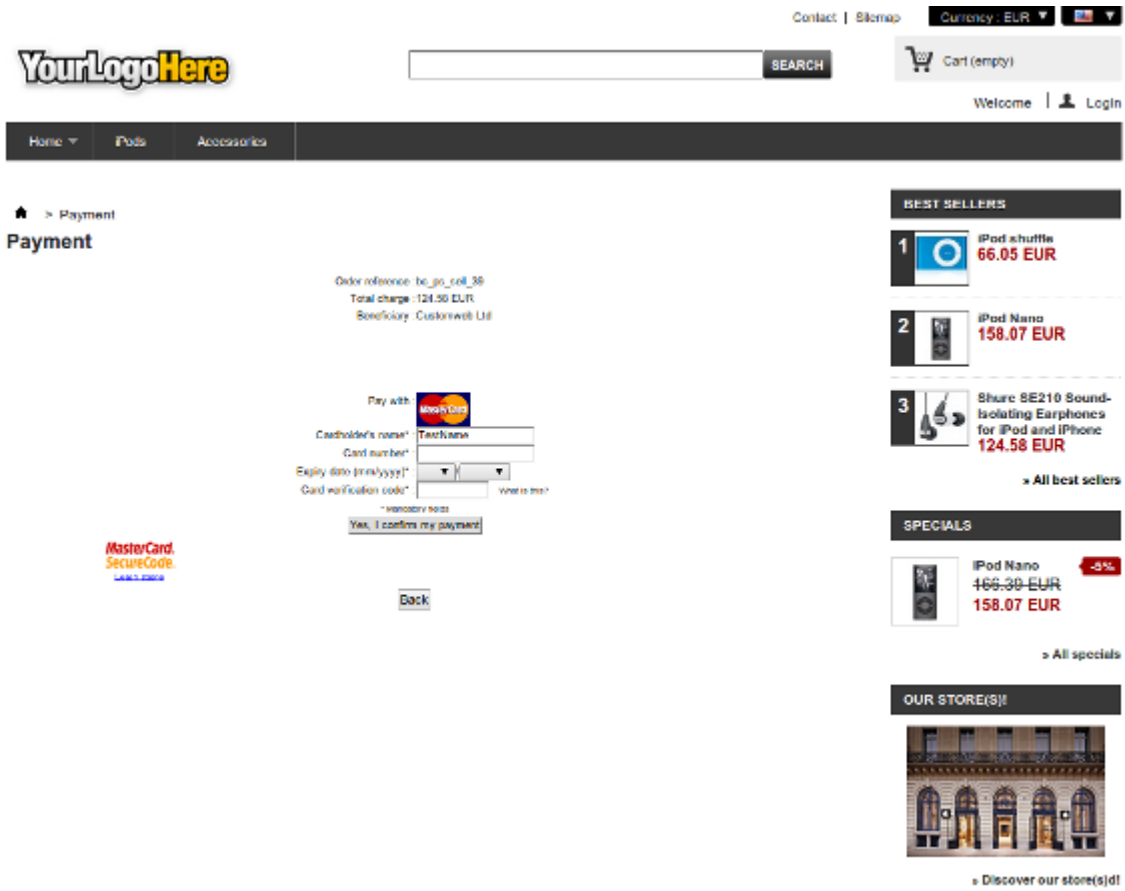 Contact | Sitemap
Currency : EUR
YourLogoHere
SEARCH
Cart (empty)
Welcome | Login
Home
iPods
Accessories
> Payment
Payment
Order reference : bc_ps_sell_39
Total charge : 124.58 EUR
Beneficiary : Customweb Ltd
Pay with :
MasterCard
Cardholder's name* : TestName
Card number* :
Expiry date (mm/yyyy)* : /
Card verification code* :
What is this?
* Mandatory fields
Yes, I confirm my payment
MasterCard.
SecureCode.
Learn more
Back
BEST SELLERS
1
iPod shuffle
66.05 EUR
2
iPod Nano
158.07 EUR
3
Shure SE210 Sound-
Isolating Earphones
for iPod and iPhone
124.58 EUR
» All best sellers
SPECIALS
iPod Nano
-5%
166.39 EUR
158.07 EUR
» All specials
OUR STORE(S)!
» Discover our store(s)d!